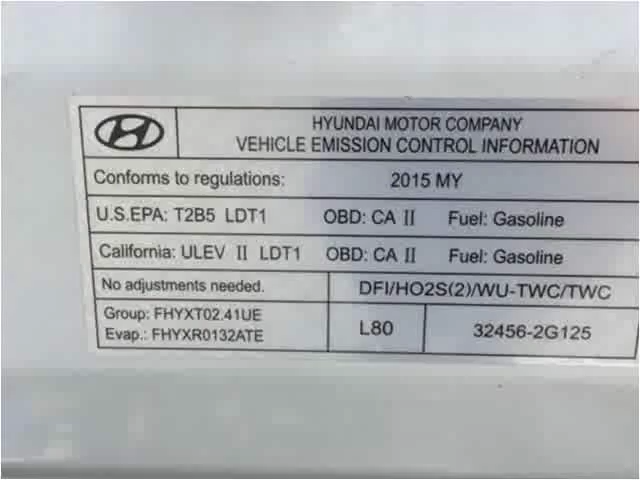 HYUNDAI MOTOR COMPANY
VEHICLE EMISSION CONTROL INFORMATION
Conforms to regulations: 2015 MY
U.S.EPA: T2B5 LDT1 OBD: CA II Fuel: Gasoline
California: ULEV II LDT1 OBD: CA II Fuel: Gasoline
No adjustments needed. DFI/HO2S(2)/WU-TWC/TWC
Group: FHYXT02.41UE
Evap.: FHYXR0132ATE
L80 32456-2G125